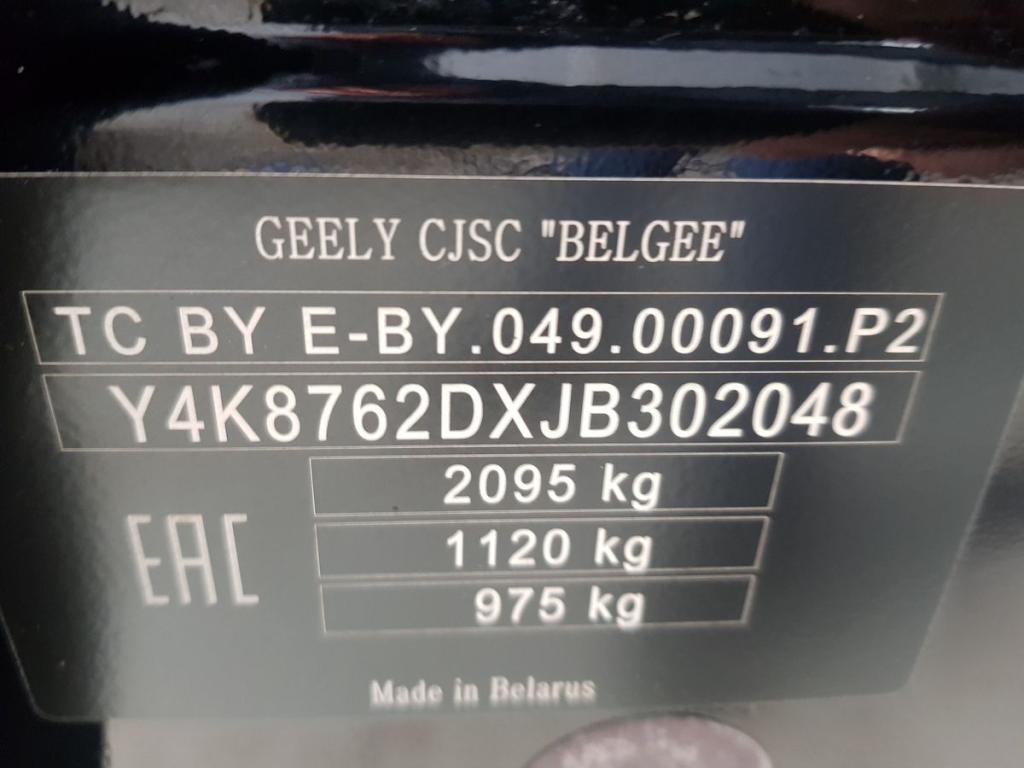 GEELY CJSC "BELGEE"
TC BY E-BY.049.00091.P2
Y4K8762DXJB302048
2095 kg
EAC
1120 kg
975 kg
Made in Belarus